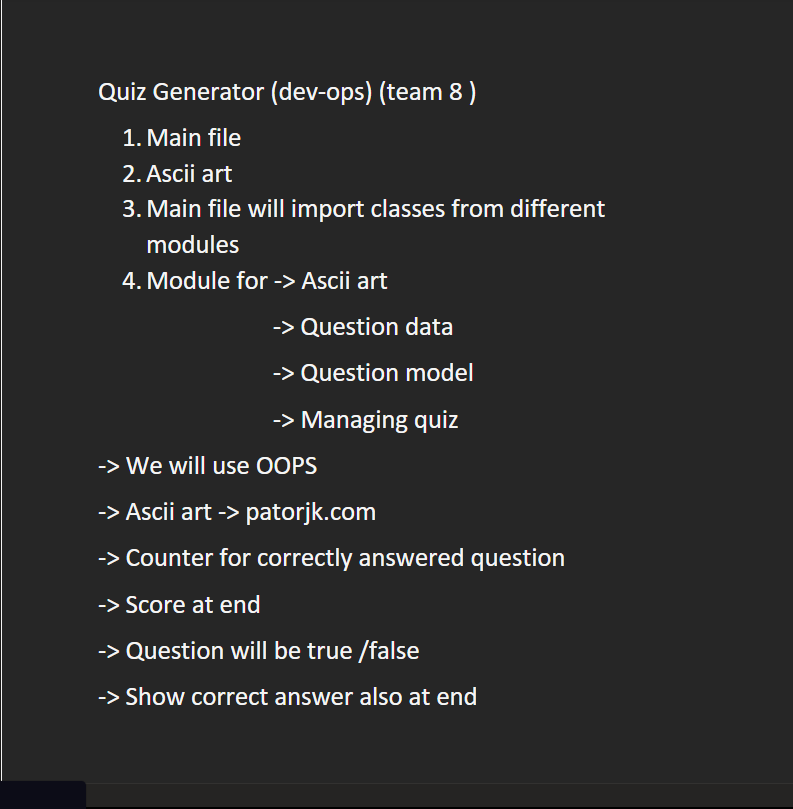 Quiz Generator (dev-ops) (team 8 )
1. Main file
2. Ascii art
3. Main file will import classes from different
modules
4. Module for -> Ascii art
-> Question data
-> Question model
-> Managing quiz
-> We will use OOPS
-> Ascii art -> patorjk.com
-> Counter for correctly answered question
-> Score at end
-> Question will be true /false
-> Show correct answer also at end